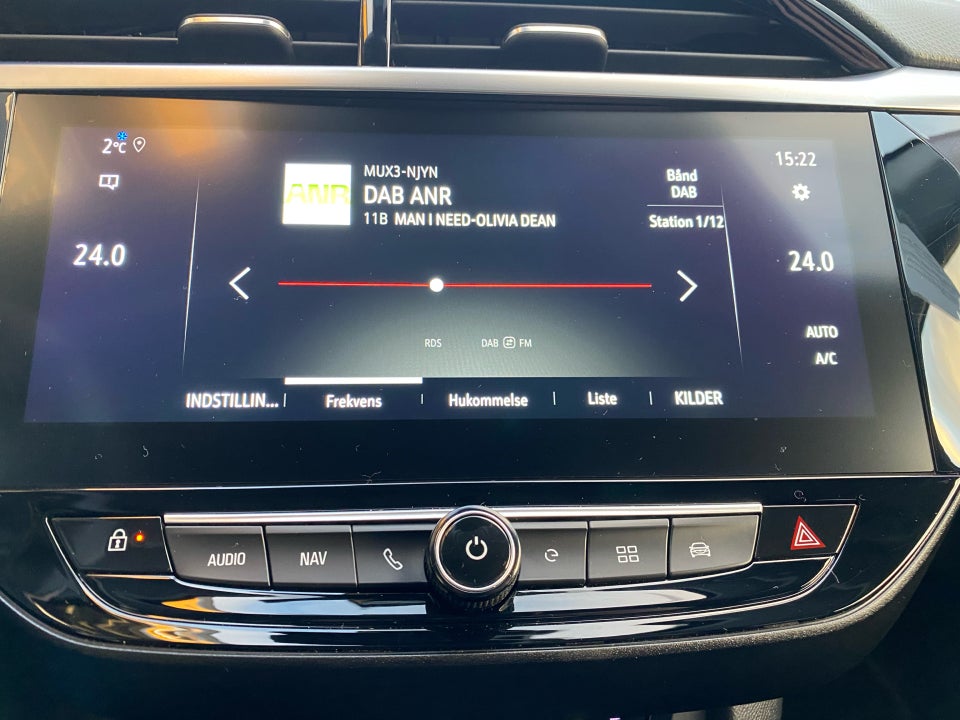 2°C
24.0
ANR
MUX3-NJYN
DAB ANR
11B MAN I NEED-OLIVIA DEAN
Bånd
DAB
Station 1/12
15:22
24.0
RDS
DAB FM
AUTO
A/C
INDSTILLIN...
Frekvens
Hukommelse
Liste
KILDER
AUDIO
NAV